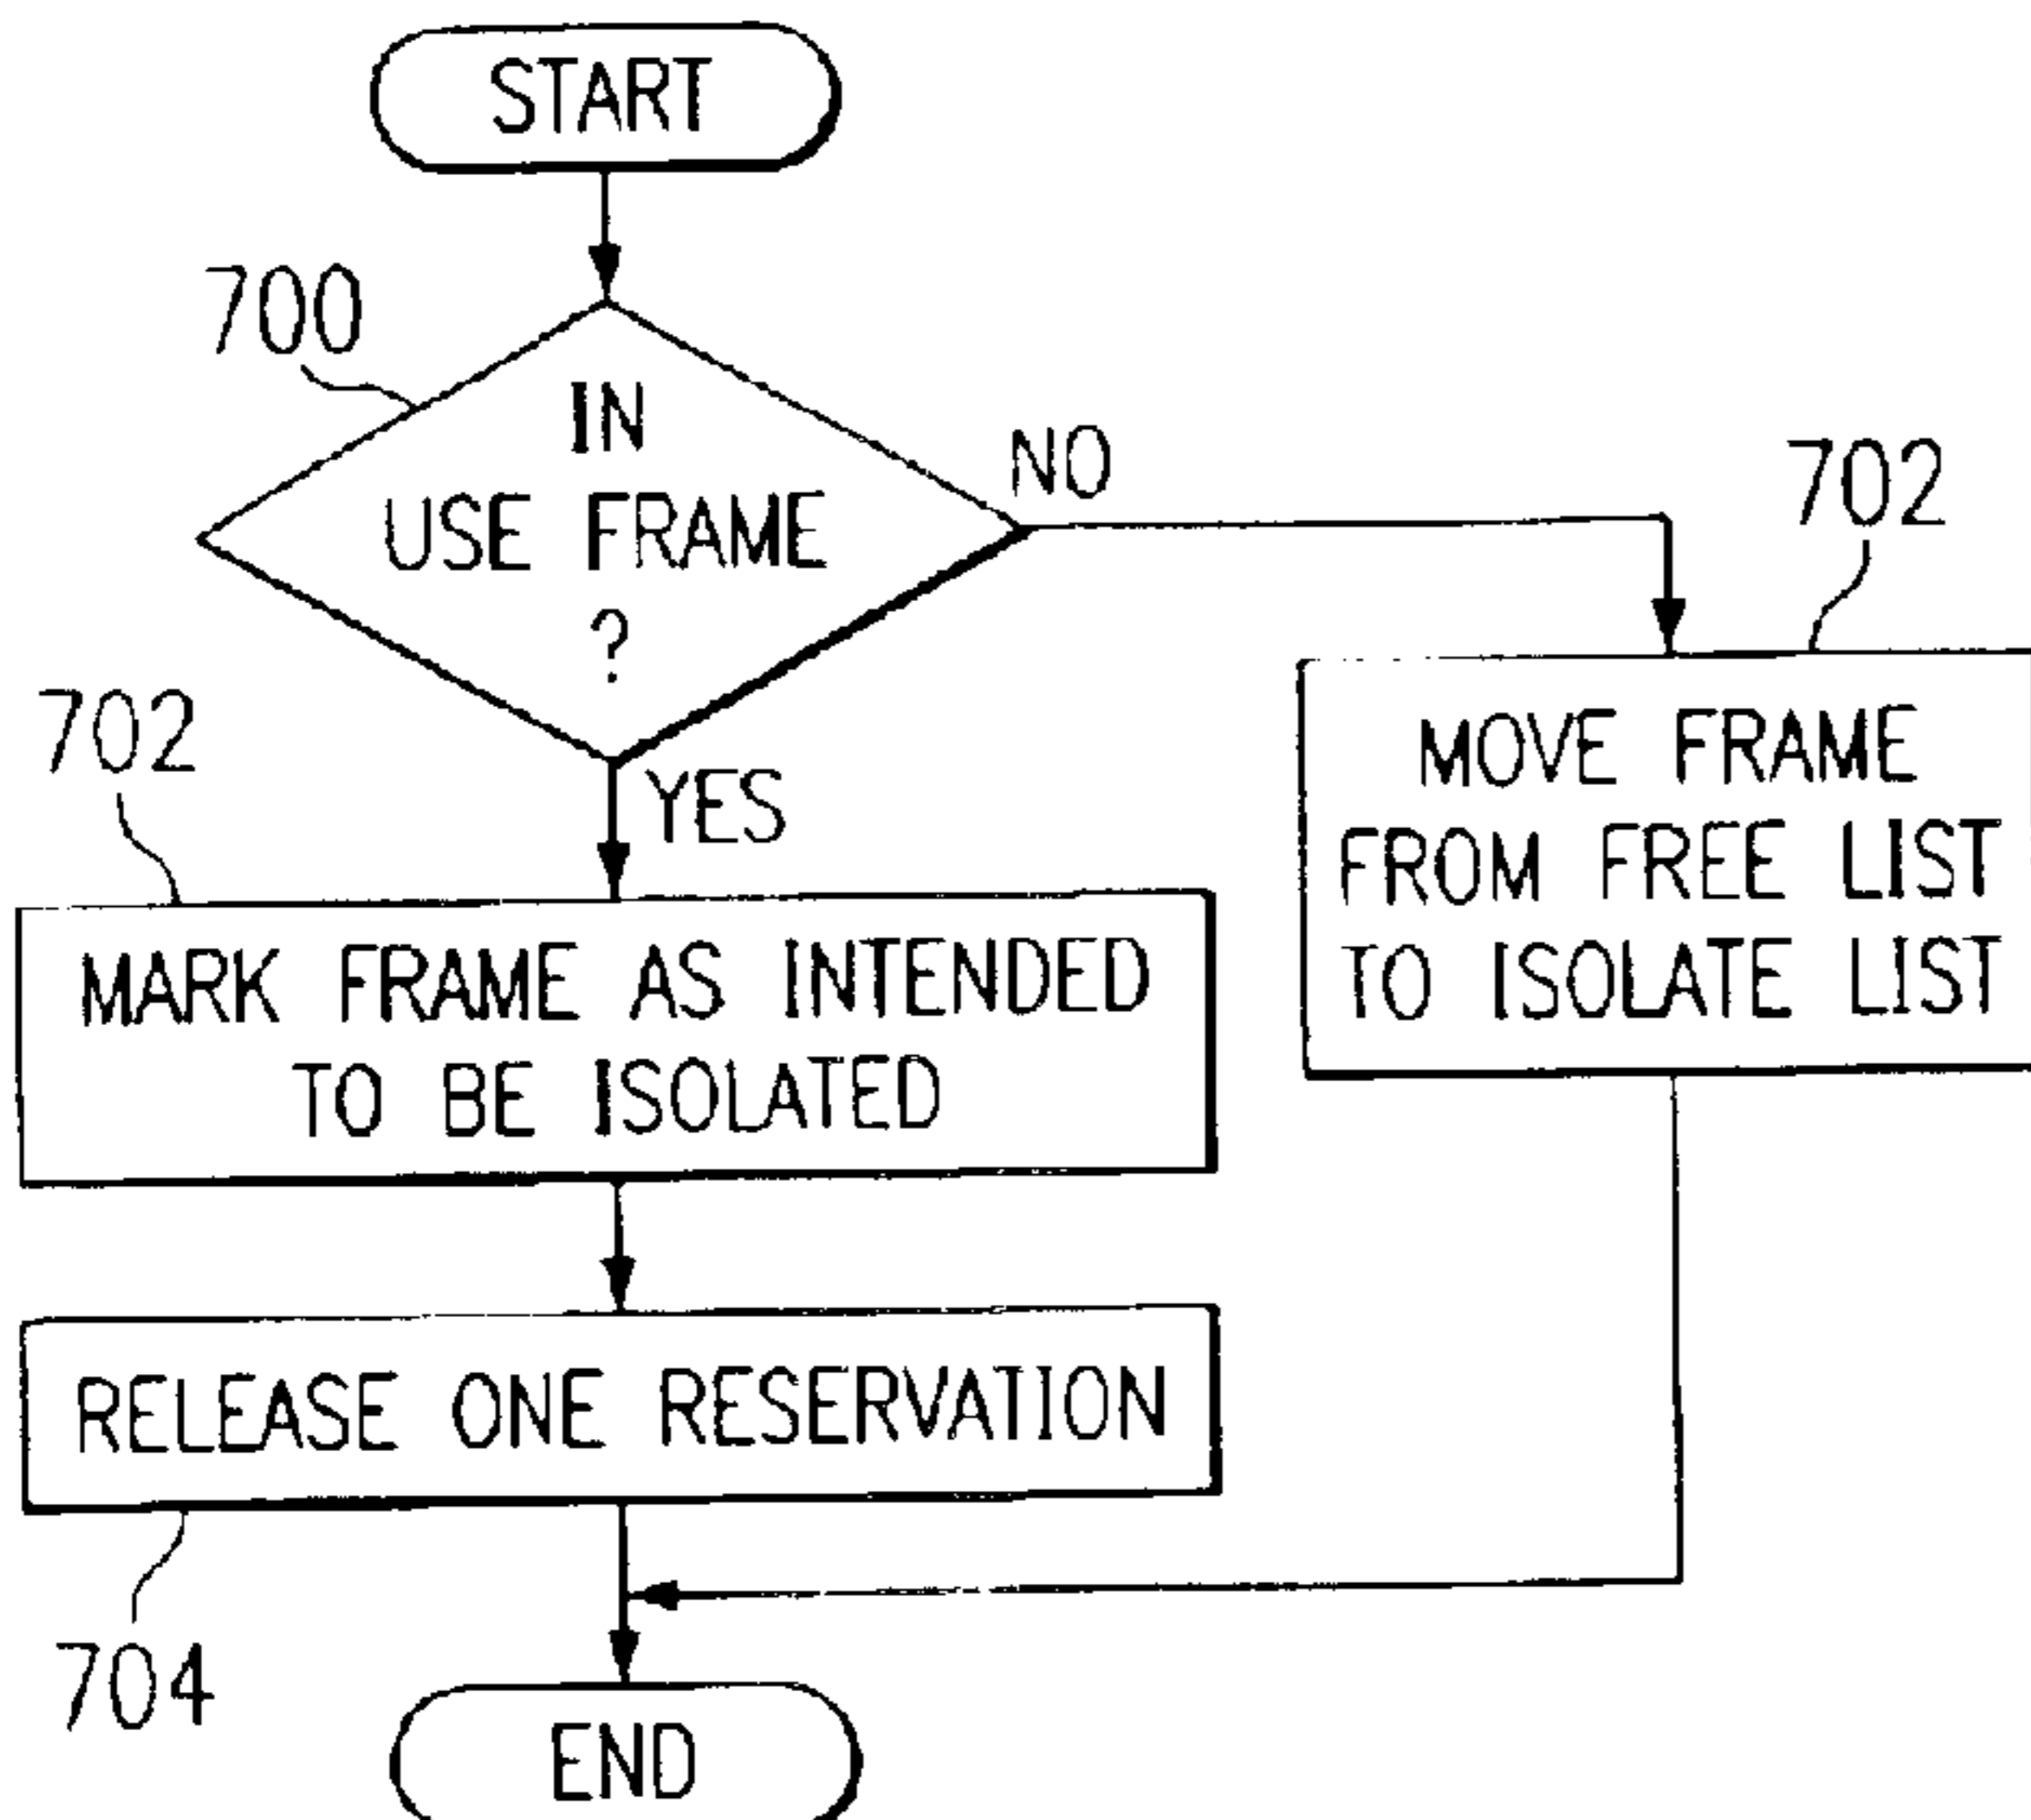 START
700
IN
USE FRAME
?
NO
702
MOVE FRAME
FROM FREE LIST
TO ISOLATE LIST
YES
702
MARK FRAME AS INTENDED
TO BE ISOLATED
RELEASE ONE RESERVATION
704
END